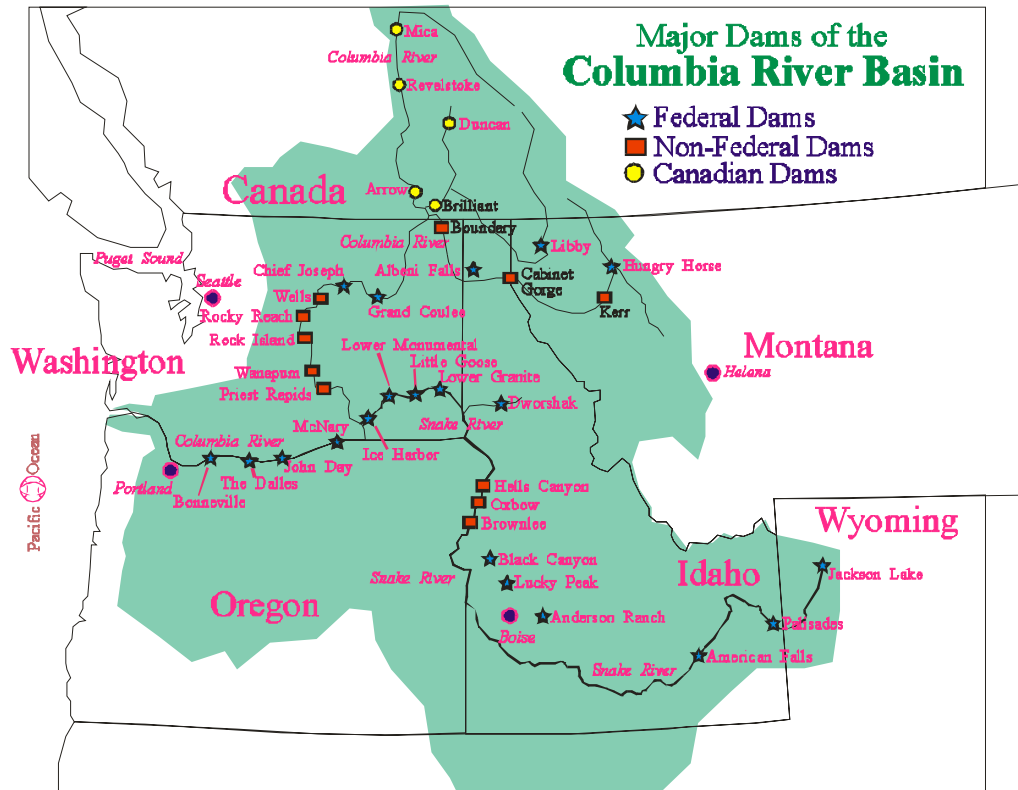 Major Dams of the
Columbia River Basin
Federal Dams
Non-Federal Dams
Canadian Dams
Mica
Columbia River
Revelstoke
Duncan
Canada
Arrow
Brilliant
Boundery
Columbia River
Libby
Puget Sound
Chief Joseph
Albeni Falls
Hungry Horse
Seattle
Cabinet
Gorge
Wells
Grand Coulee
Kerr
Rocky Reach
Rock Island
Lower Monumental
Little Goose
Washington
Montana
Wanapum
Lower Granite
Helena
Priest Rapids
Dworshak
McNary
Snake River
Columbia River
Ice Harbor
John Day
The Dalles
Portland
Bonneville
Pacific Ocean
Hells Canyon
Oxbow
Brownlee
Wyoming
Black Canyon
Snake River
Lucky Peak
Idaho
Jackson Lake
Oregon
Anderson Ranch
Boise
Palisades
American Falls
Snake River